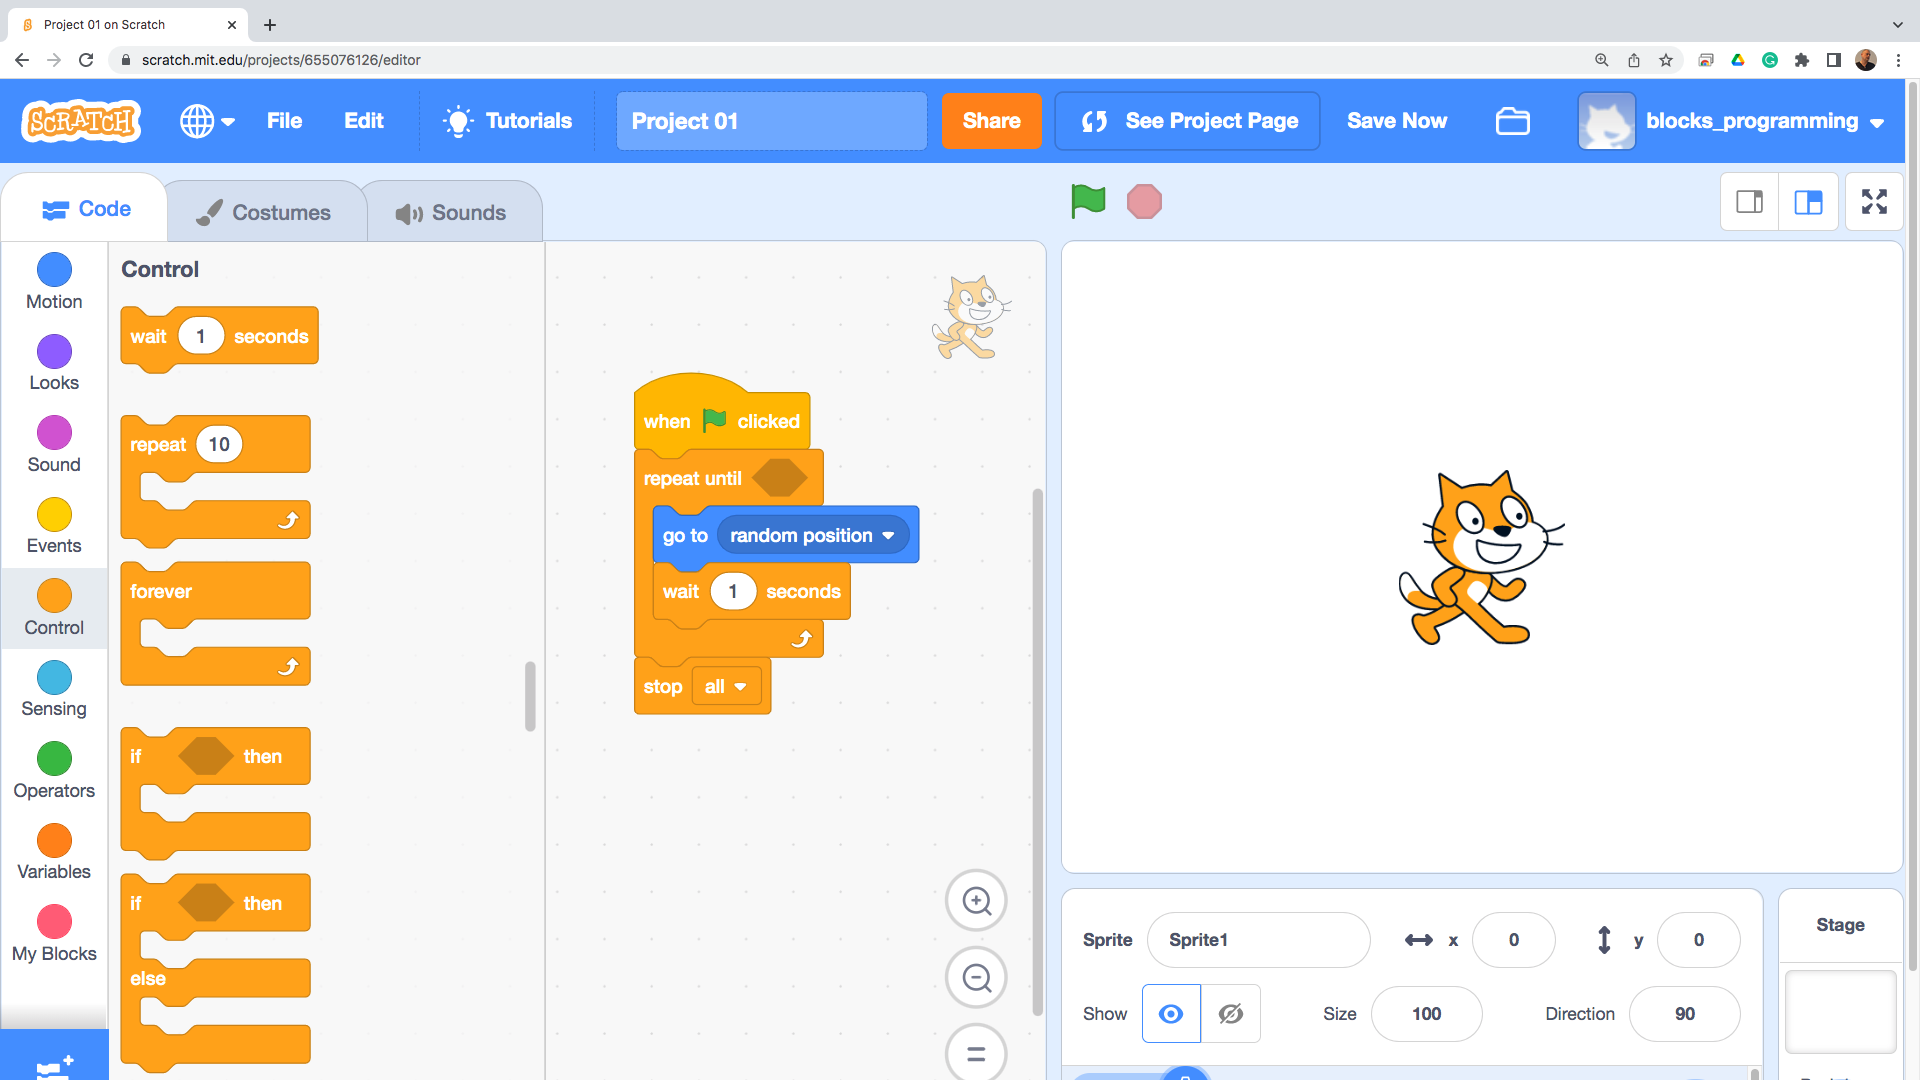 Project 01 on Scratch
scratch.mit.edu/projects/655076126/editor
SCRATCH
File
Edit
Tutorials
Project 01
Share
See Project Page
Save Now
blocks_programming
Code
Costumes
Sounds
Motion
Looks
Sound
Events
Control
Sensing
Operators
Variables
My Blocks
Control
wait 1 seconds
repeat 10
forever
if then
if then
else
when clicked
repeat until
go to random position
wait 1 seconds
stop all
Sprite Sprite1 x 0 y 0
Show Size 100 Direction 90
Stage